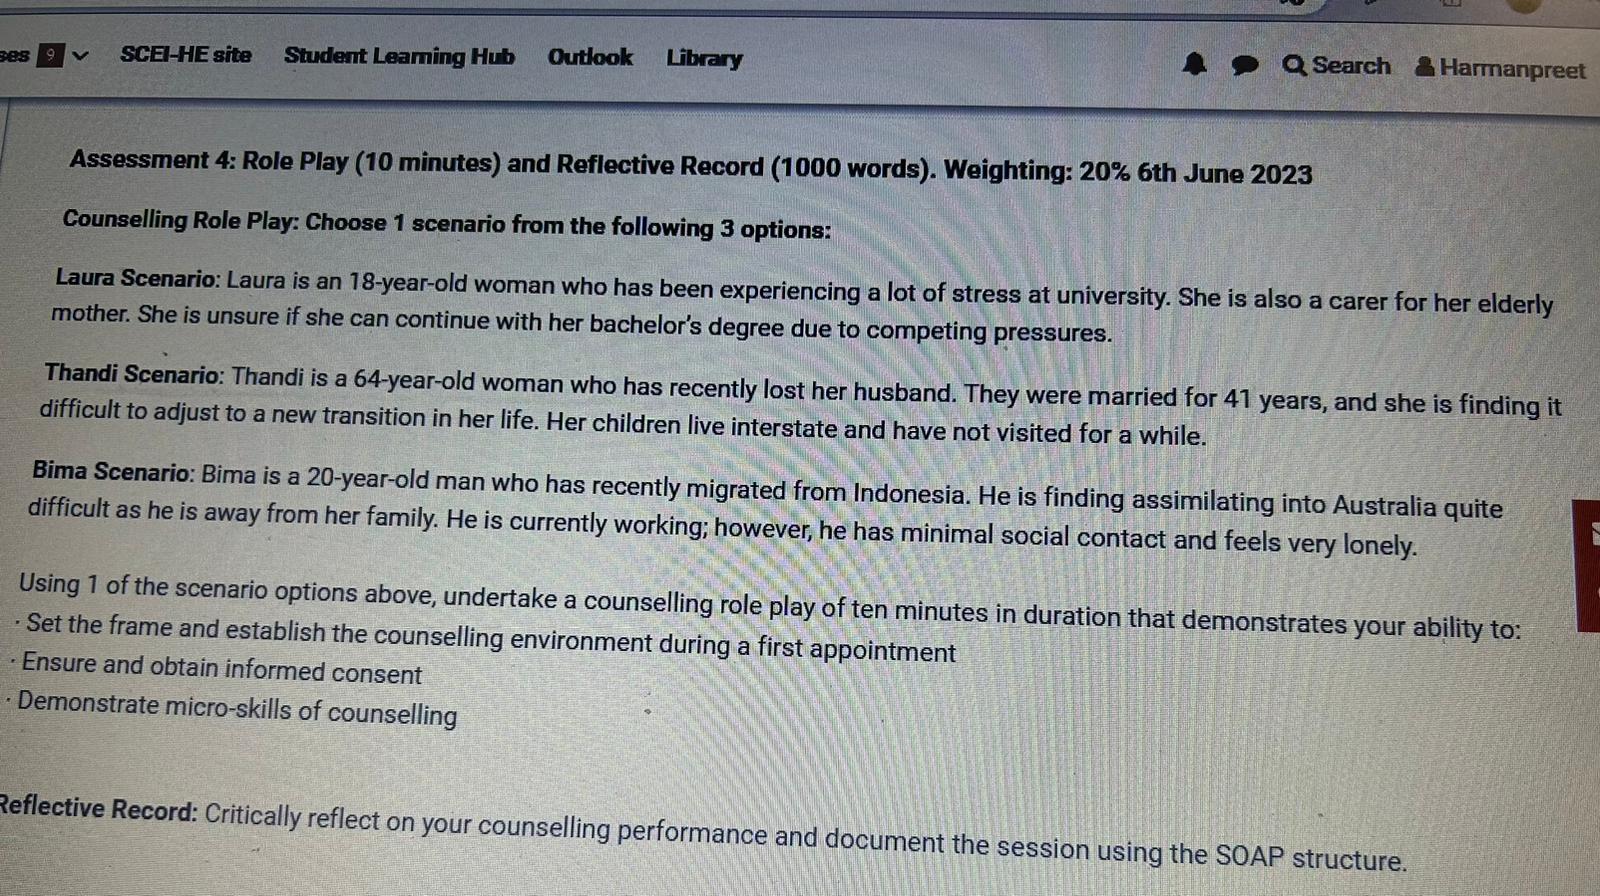 9 SCEI-HE site Student Learning Hub Outlook Library Search Harmanpreet
Assessment 4: Role Play (10 minutes) and Reflective Record (1000 words). Weighting: 20% 6th June 2023
Counselling Role Play: Choose 1 scenario from the following 3 options:
Laura Scenario: Laura is an 18-year-old woman who has been experiencing a lot of stress at university. She is also a carer for her elderly
mother. She is unsure if she can continue with her bachelor's degree due to competing pressures.
Thandi Scenario: Thandi is a 64-year-old woman who has recently lost her husband. They were married for 41 years, and she is finding it
difficult to adjust to a new transition in her life. Her children live interstate and have not visited for a while.
Bima Scenario: Bima is a 20-year-old man who has recently migrated from Indonesia. He is finding assimilating into Australia quite
difficult as he is away from her family. He is currently working; however, he has minimal social contact and feels very lonely.
Using 1 of the scenario options above, undertake a counselling role play of ten minutes in duration that demonstrates your ability to:
· Set the frame and establish the counselling environment during a first appointment
· Ensure and obtain informed consent
· Demonstrate micro-skills of counselling
Reflective Record: Critically reflect on your counselling performance and document the session using the SOAP structure.